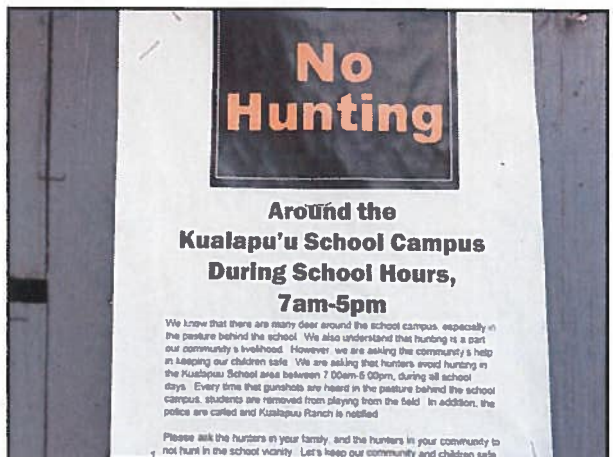 No
Hunting
Around the
Kualapu'u School Campus
During School Hours,
7am-5pm
We know that there are many deer around the school campus, especially in
the pasture behind the school. We also understand that hunting is a part
our community's livelihood. However, we are asking the community's help
in keeping our children safe. We are asking that hunters avoid hunting in
the Kualapuu School area between 7:00am-5:00pm, during all school
days. Every time that gunshots are heard in the pasture behind the school
campus, students are removed from playing from the field. In addition, the
police are called and Kualapuu Ranch is notified.
Please ask the hunters in your family, and the hunters in your community to
not hunt in the school vicinity. Let's keep our community and children safe